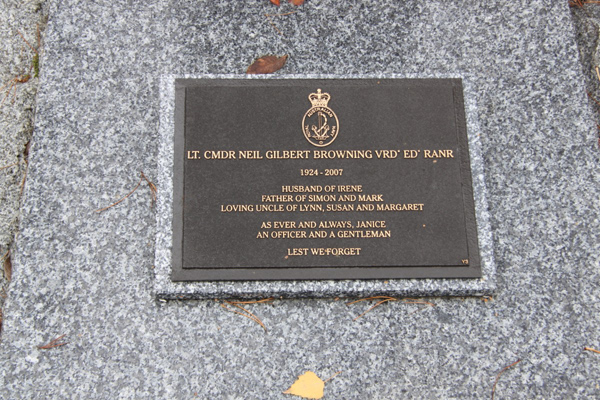 AUSTRALIAN
LT. CMDR NEIL GILBERT BROWNING VRD' ED' RANR
1924 - 2007
HUSBAND OF IRENE
FATHER OF SIMON AND MARK
LOVING UNCLE OF LYNN, SUSAN AND MARGARET
AS EVER AND ALWAYS, JANICE
AN OFFICER AND A GENTLEMAN
LEST WE FORGET